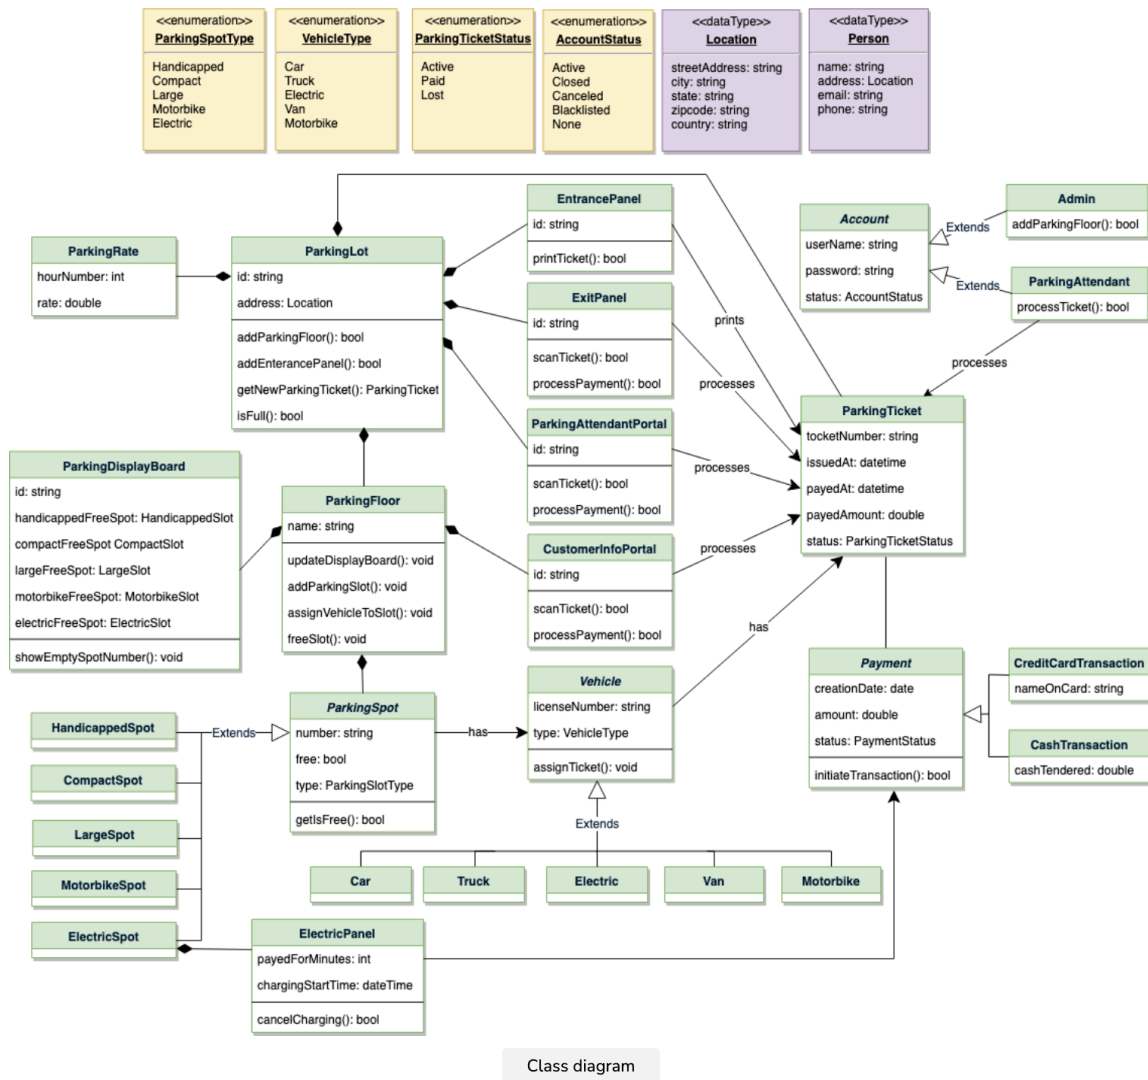 <<enumeration>>
ParkingSpotType
Handicapped
Compact
Large
Motorbike
Electric
<<enumeration>>
VehicleType
Car
Truck
Electric
Van
Motorbike
<<enumeration>>
ParkingTicketStatus
Active
Paid
Lost
<<enumeration>>
AccountStatus
Active
Closed
Canceled
Blacklisted
None
<<dataType>>
Location
streetAddress: string
city: string
state: string
zipcode: string
country: string
<<dataType>>
Person
name: string
address: Location
email: string
phone: string
ParkingRate
hourNumber: int
rate: double
ParkingLot
id: string
address: Location
addParkingFloor(): bool
addEnterancePanel(): bool
getNewParkingTicket(): ParkingTicket
isFull(): bool
EntrancePanel
id: string
printTicket(): bool
ExitPanel
id: string
scanTicket(): bool
processPayment(): bool
ParkingAttendantPortal
id: string
scanTicket(): bool
processPayment(): bool
CustomerInfoPortal
id: string
scanTicket(): bool
processPayment(): bool
prints
processes
processes
processes
Account
userName: string
password: string
status: AccountStatus
Extends
Extends
Admin
addParkingFloor(): bool
ParkingAttendant
processTicket(): bool
processes
ParkingTicket
tocketNumber: string
issuedAt: datetime
payedAt: datetime
payedAmount: double
status: ParkingTicketStatus
ParkingDisplayBoard
id: string
handicappedFreeSpot: HandicappedSlot
compactFreeSpot CompactSlot
largeFreeSpot: LargeSlot
motorbikeFreeSpot: MotorbikeSlot
electricFreeSpot: ElectricSlot
showEmptySpotNumber(): void
ParkingFloor
name: string
updateDisplayBoard(): void
addParkingSlot(): void
assignVehicleToSlot(): void
freeSlot(): void
HandicappedSpot
CompactSpot
LargeSpot
MotorbikeSpot
ElectricSpot
Extends
ParkingSpot
number: string
free: bool
type: ParkingSlotType
getIsFree(): bool
has
Vehicle
licenseNumber: string
type: VehicleType
assignTicket(): void
has
Extends
Car
Truck
Electric
Van
Motorbike
Payment
creationDate: date
amount: double
status: PaymentStatus
initiateTransaction(): bool
CreditCardTransaction
nameOnCard: string
CashTransaction
cashTendered: double
ElectricPanel
payedForMinutes: int
chargingStartTime: dateTime
cancelCharging(): bool
Class diagram